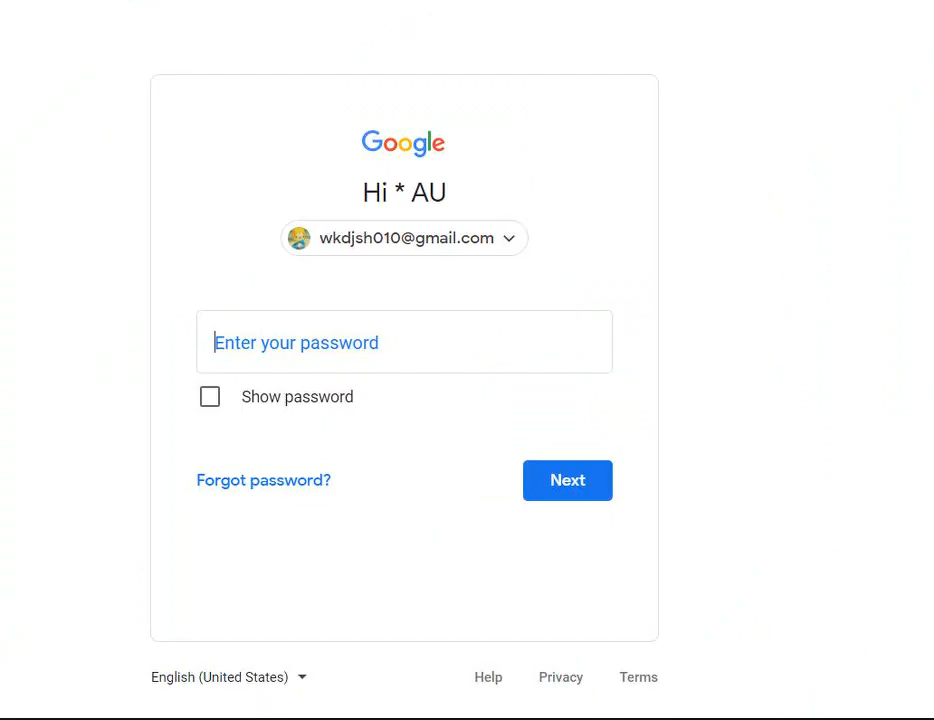 Google
Hi * AU
wkdjsh010@gmail.com
Enter your password
Show password
Forgot password?
Next
English (United States)
Help
Privacy
Terms